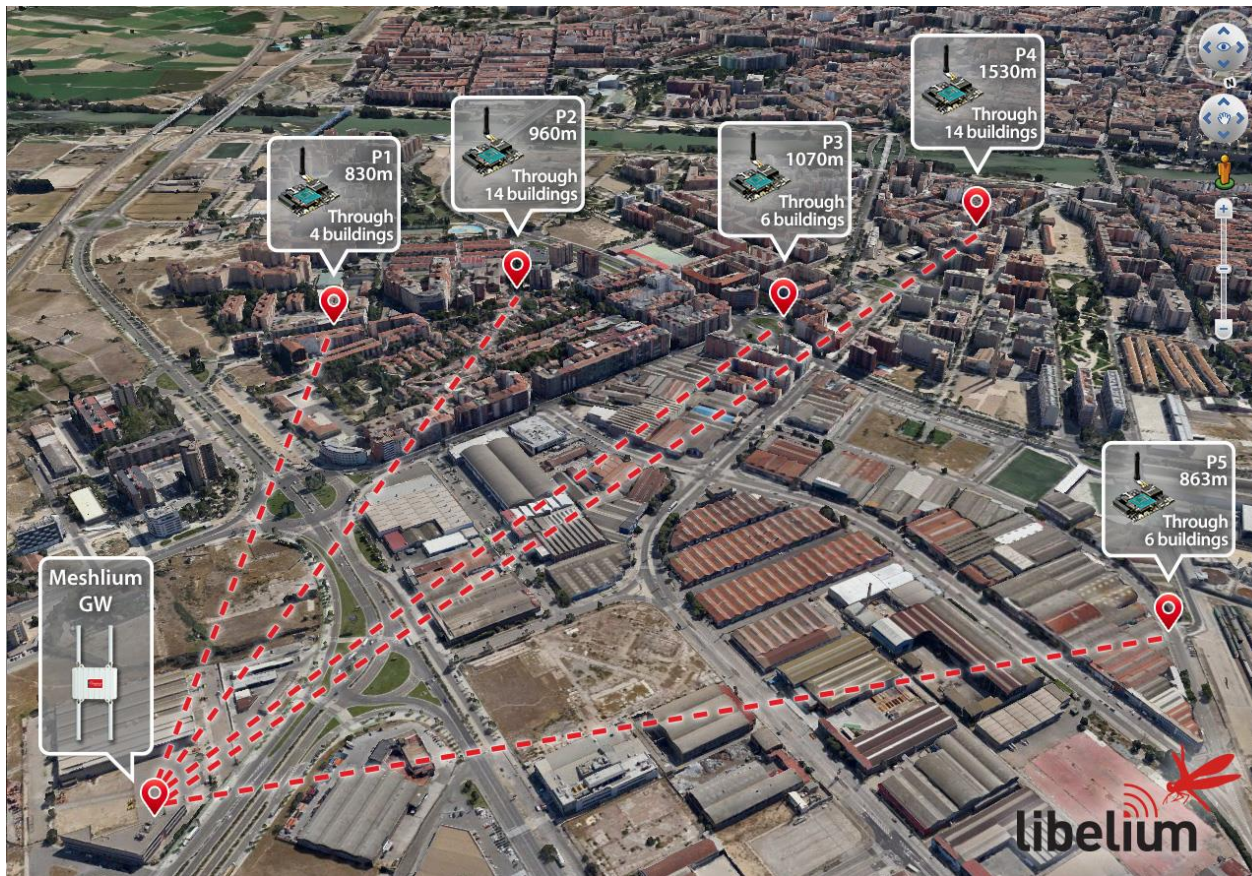 P1
830m
Through
4 buildings
P2
960m
Through
14 buildings
P3
1070m
Through
6 buildings
P4
1530m
Through
14 buildings
P5
863m
Through
6 buildings
Meshlium
GW
libelium
N